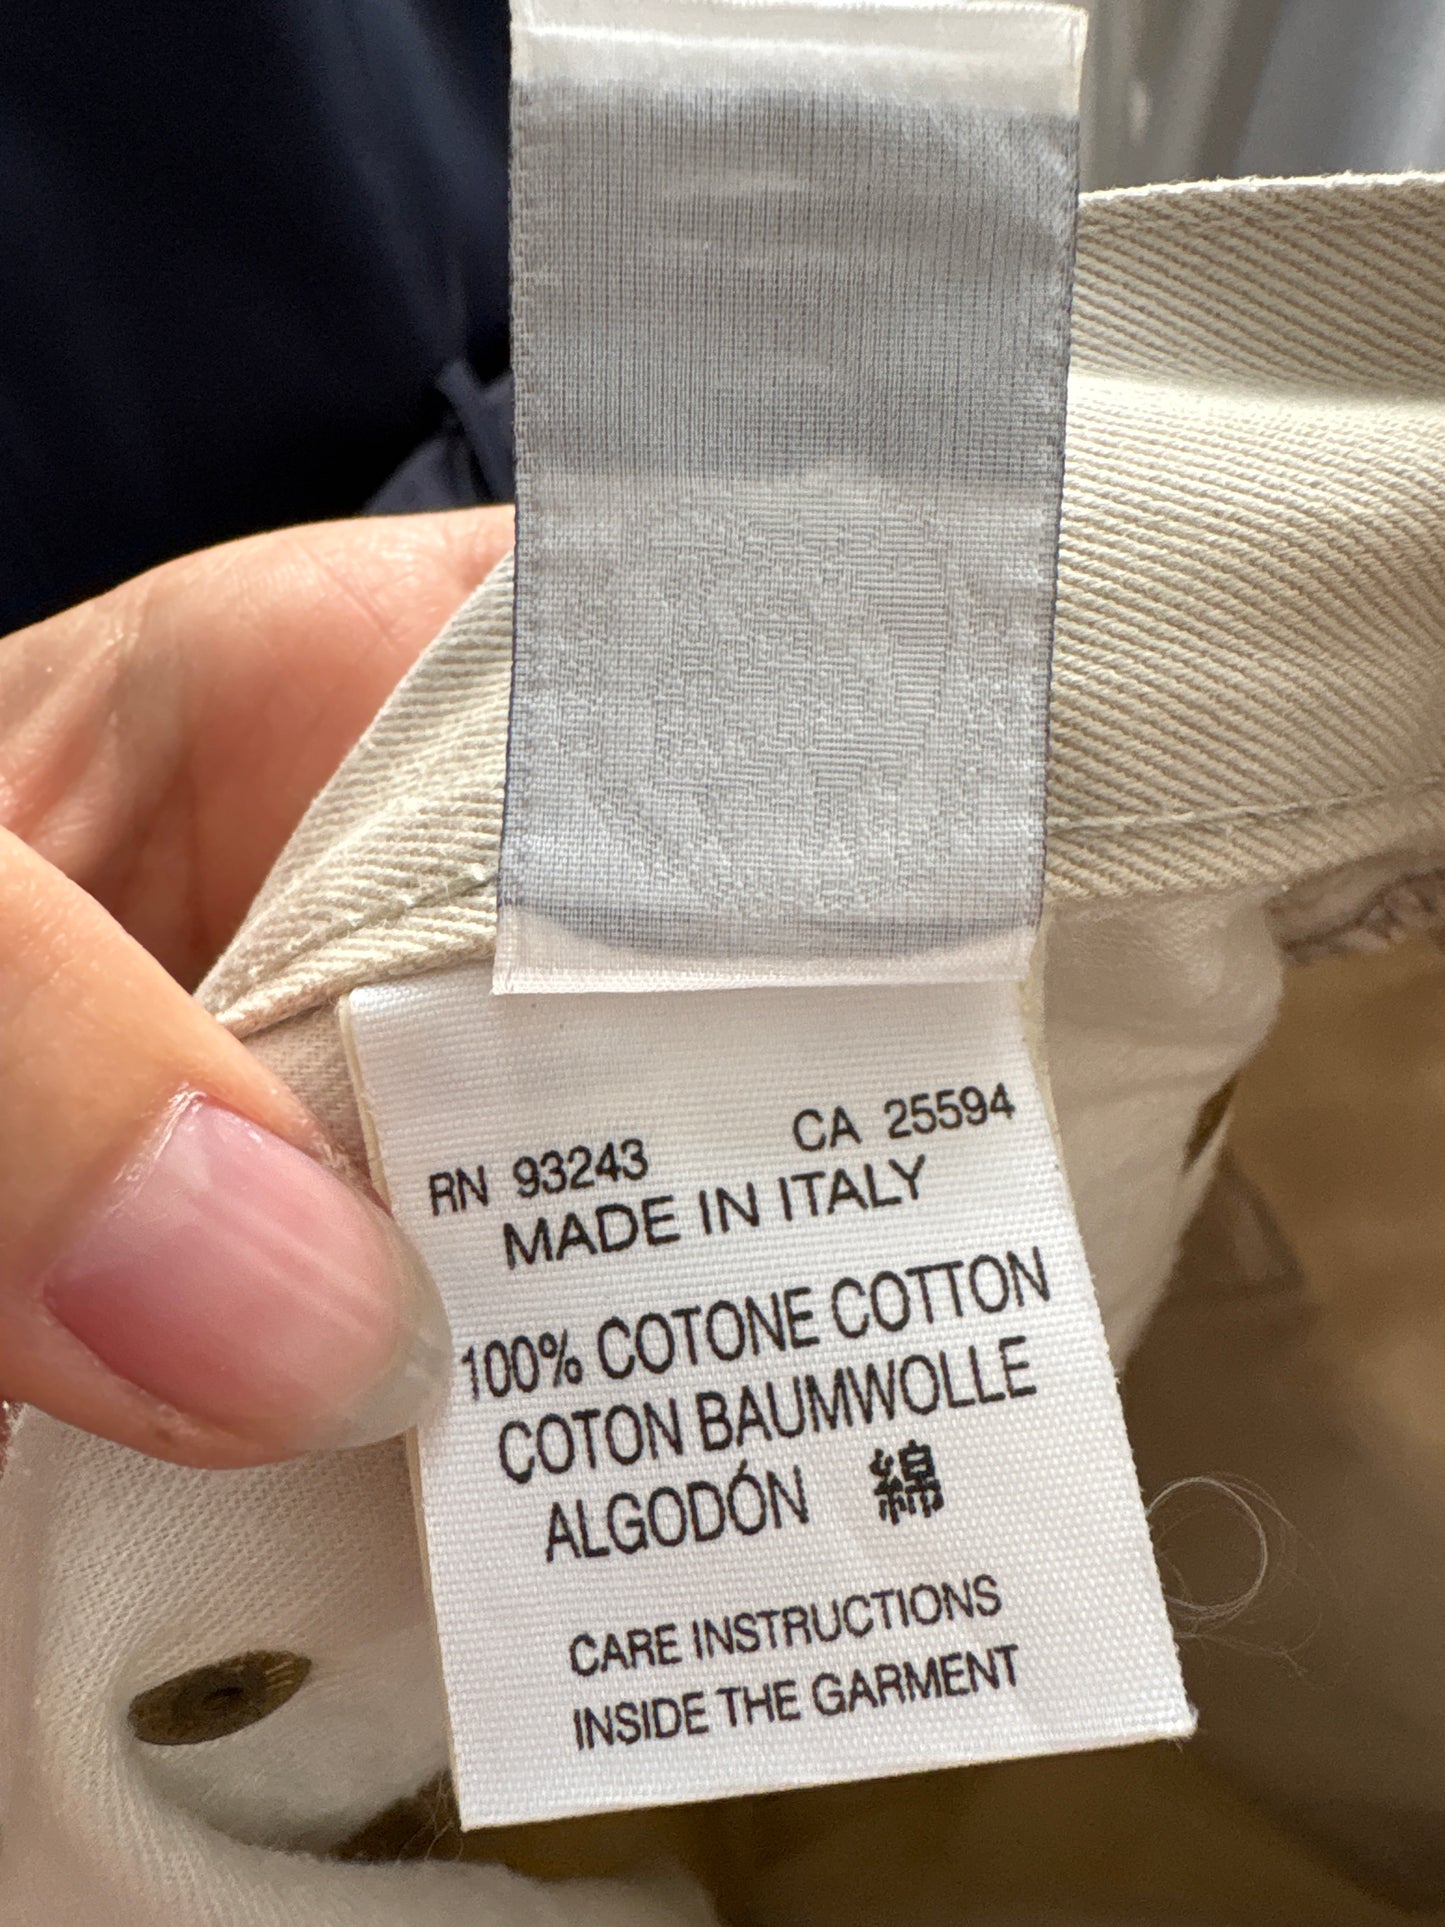 RN 93243 CA 25594
MADE IN ITALY
100% COTONE COTTON
COTON BAUMWOLLE
ALGODÓN 綿
CARE INSTRUCTIONS
INSIDE THE GARMENT